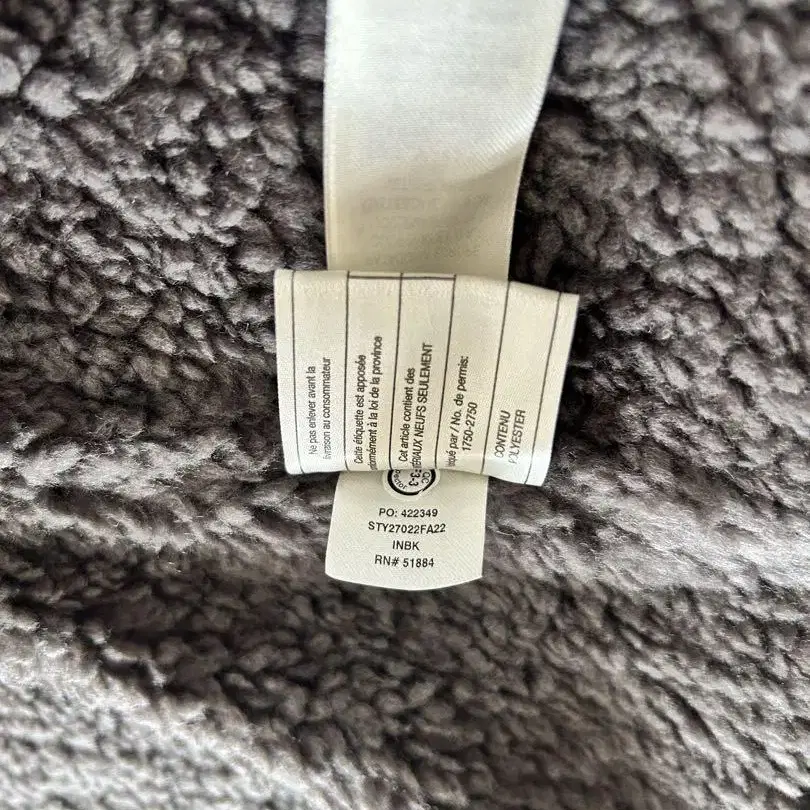 Ne pas enlever avant la
livraison au consommateur
Cette étiquette est apposée
à la loi de la province
Cet article contient des
NEUFS SEULEMENT
par / No. de permis:
1750-2750
CONTENU
POLYESTER
PO: 422349
STY27022FA22
INBK
RN# 51884